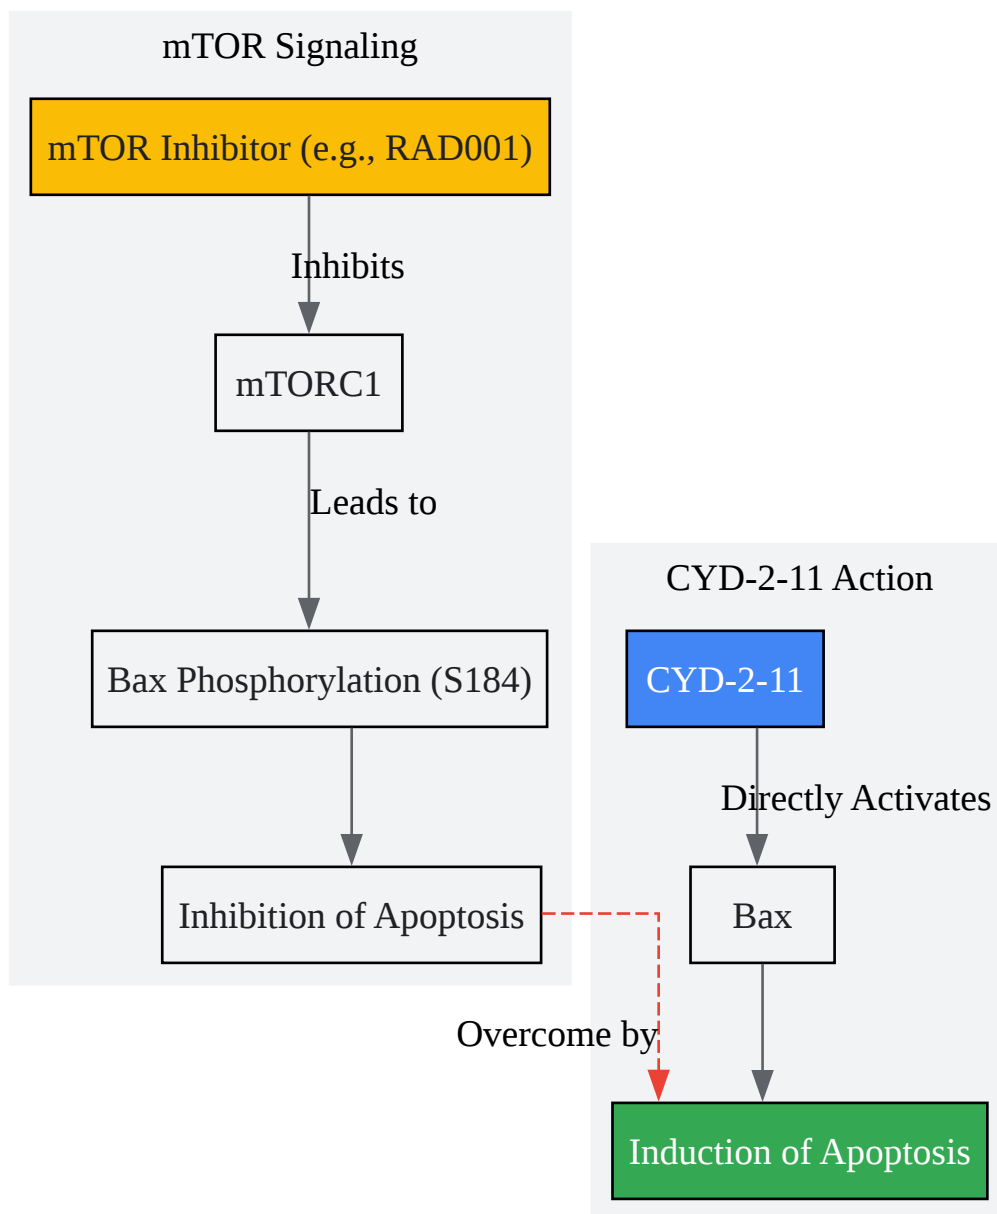 mTOR Signaling
mTOR Inhibitor (e.g., RAD001)
Inhibits
mTORC1
Leads to
Bax Phosphorylation (S184)
Inhibition of Apoptosis
CYD-2-11 Action
CYD-2-11
Directly Activates
Bax
Overcome by
Induction of Apoptosis